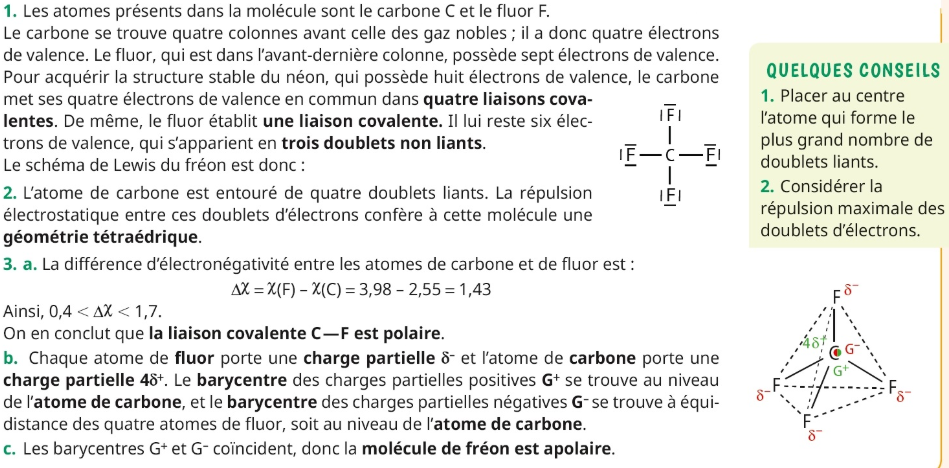 1. Les atomes présents dans la molécule sont le carbone C et le fluor F.
Le carbone se trouve quatre colonnes avant celle des gaz nobles ; il a donc quatre électrons
de valence. Le fluor, qui est dans l'avant-dernière colonne, possède sept électrons de valence.
Pour acquérir la structure stable du néon, qui possède huit électrons de valence, le carbone
met ses quatre électrons de valence en commun dans quatre liaisons cova-
lentes. De même, le fluor établit une liaison covalente. Il lui reste six élec-
trons de valence, qui s'apparient en trois doublets non liants.
Le schéma de Lewis du fréon est donc :
F
F — C — F
F
2. L'atome de carbone est entouré de quatre doublets liants. La répulsion
électrostatique entre ces doublets d'électrons confère à cette molécule une
géométrie tétraédrique.
3. a. La différence d'électronégativité entre les atomes de carbone et de fluor est :
Δχ = χ(F) – χ(C) = 3,98 – 2,55 = 1,43
Ainsi, 0,4 < Δχ < 1,7.
On en conclut que la liaison covalente C—F est polaire.
b. Chaque atome de fluor porte une charge partielle δ⁻ et l'atome de carbone porte une
charge partielle 4δ⁺. Le barycentre des charges partielles positives G⁺ se trouve au niveau
de l'atome de carbone, et le barycentre des charges partielles négatives G⁻ se trouve à équi-
distance des quatre atomes de fluor, soit au niveau de l'atome de carbone.
c. Les barycentres G⁺ et G⁻ coïncident, donc la molécule de fréon est apolaire.
QUELQUES CONSEILS
1. Placer au centre
l'atome qui forme le
plus grand nombre de
doublets liants.
2. Considérer la
répulsion maximale des
doublets d'électrons.
F δ⁻
4δ⁺ C G⁻
G⁺
δ⁻ F F δ⁻
F
δ⁻